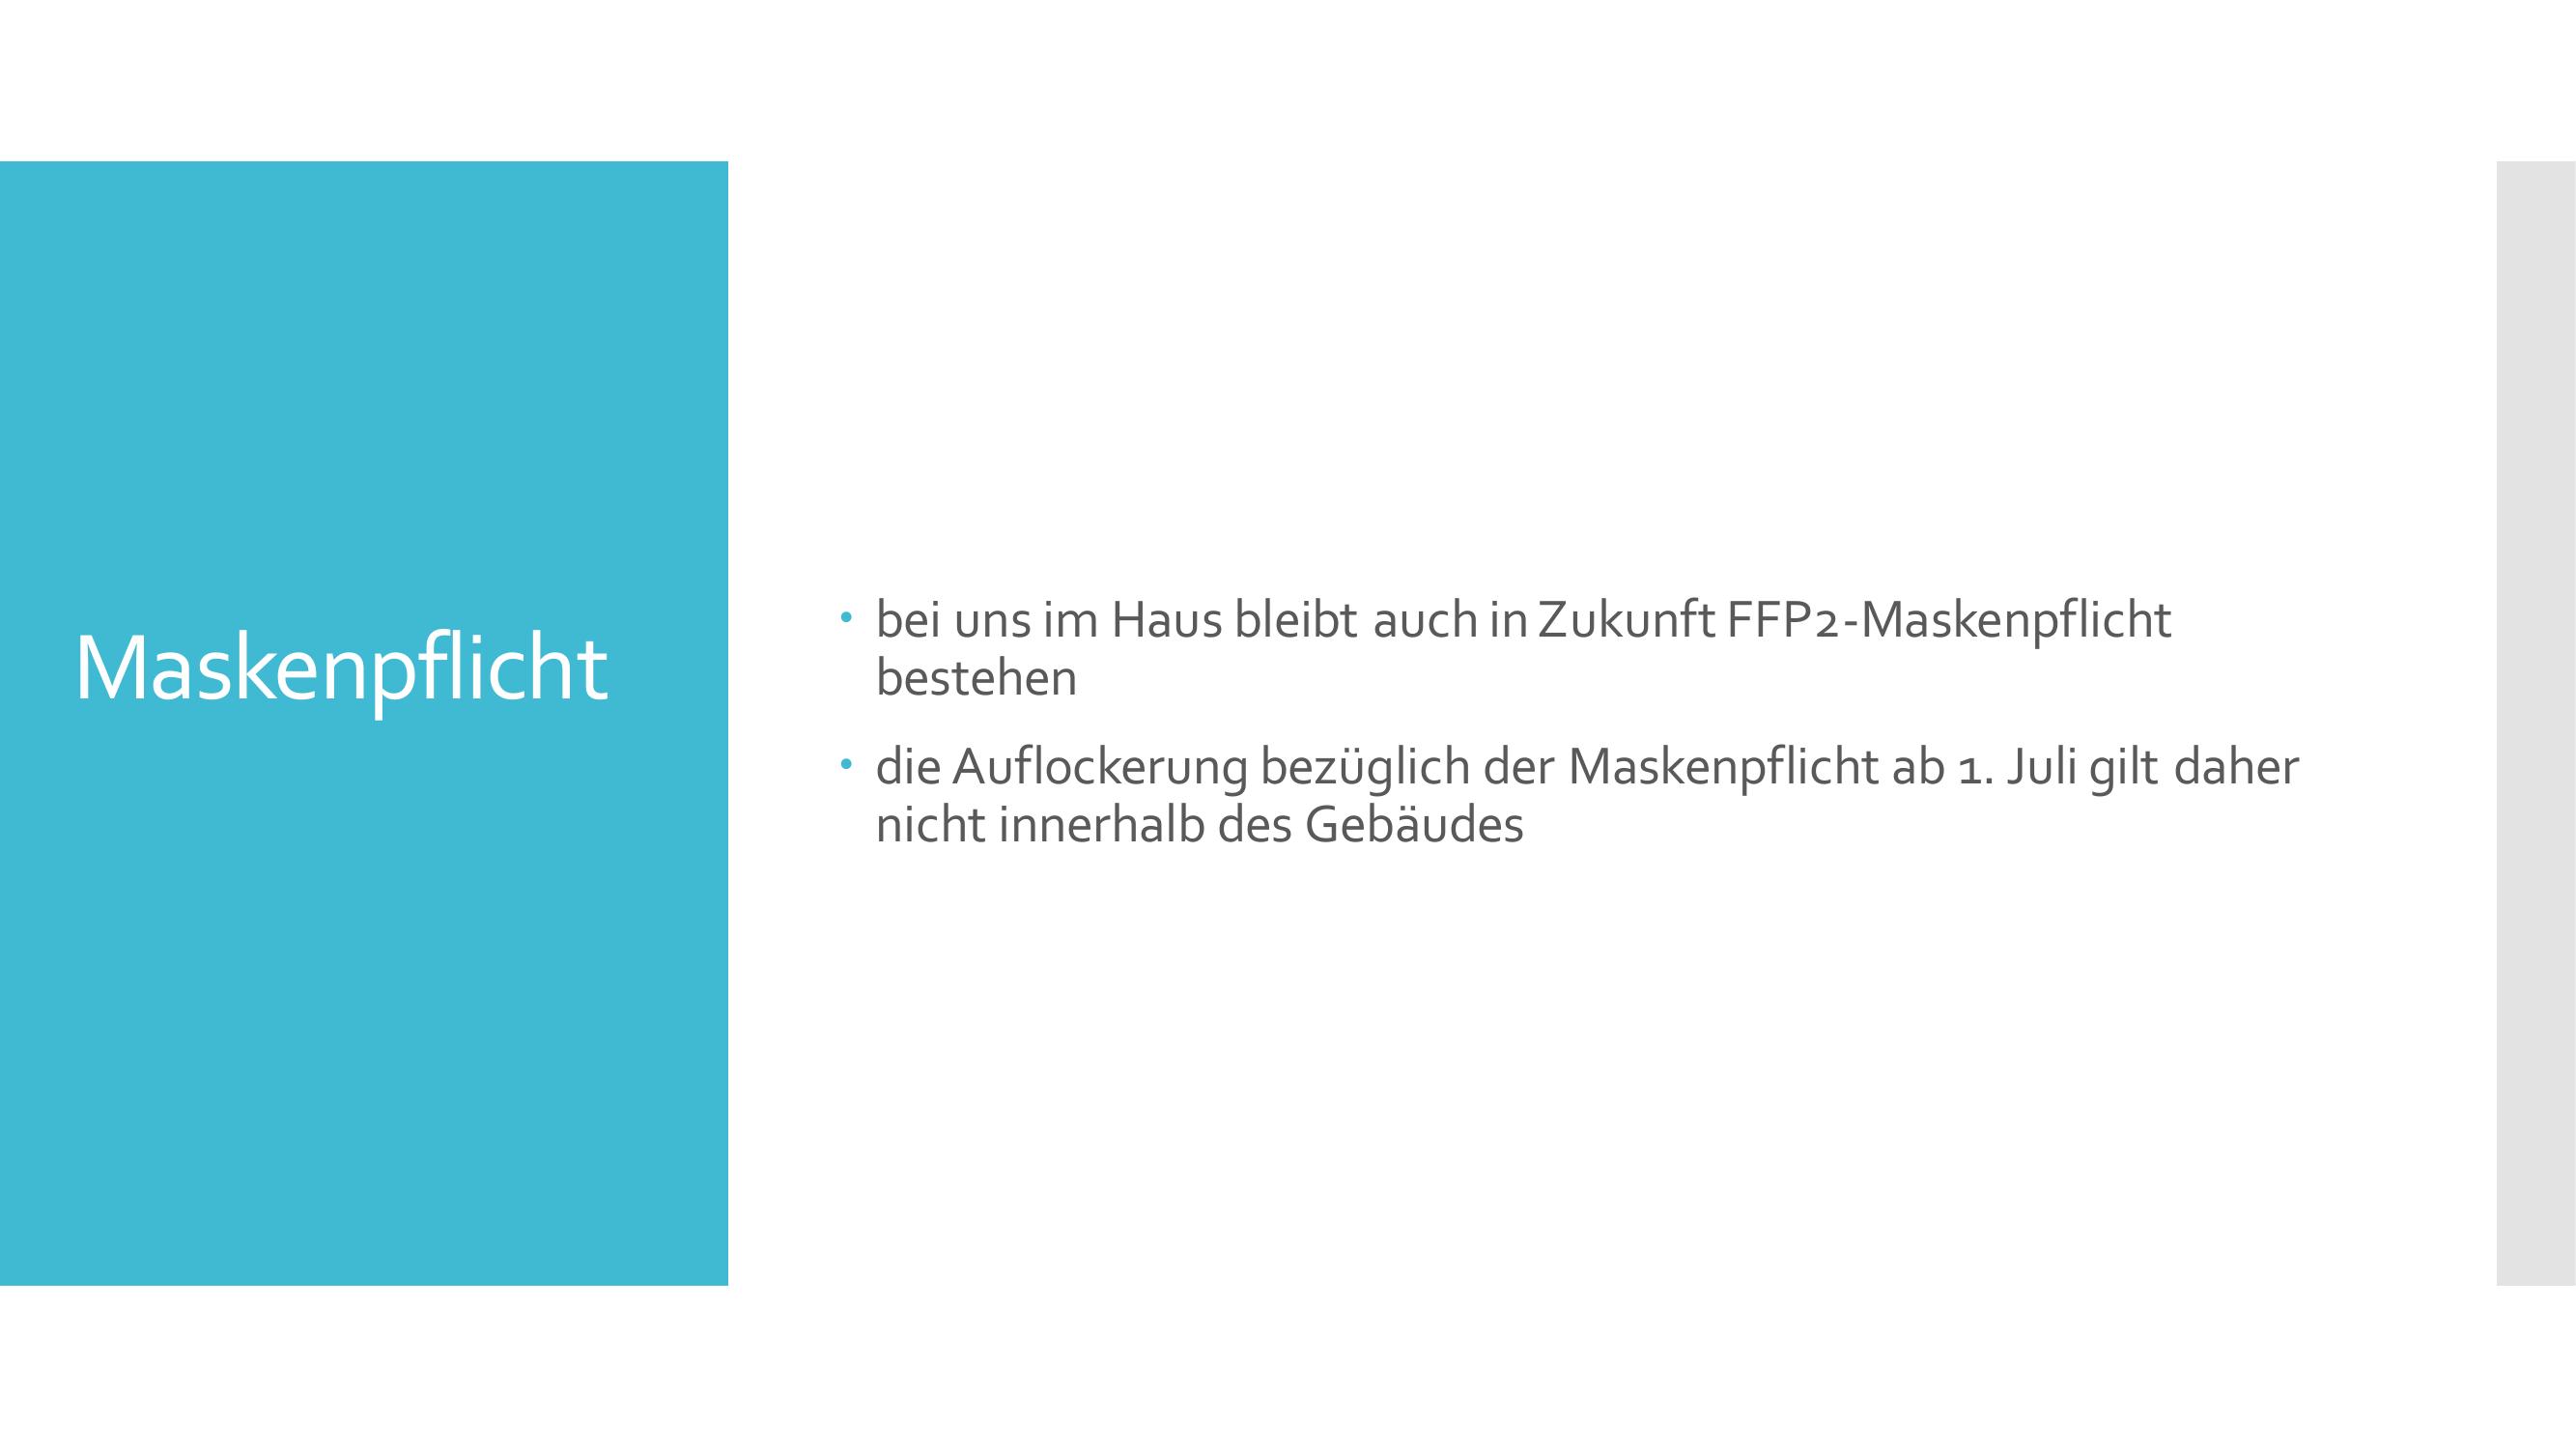 Maskenpflicht
• bei uns im Haus bleibt auch in Zukunft FFP2-Maskenpflicht
bestehen
• die Auflockerung bezüglich der Maskenpflicht ab 1. Juli gilt daher
nicht innerhalb des Gebäudes